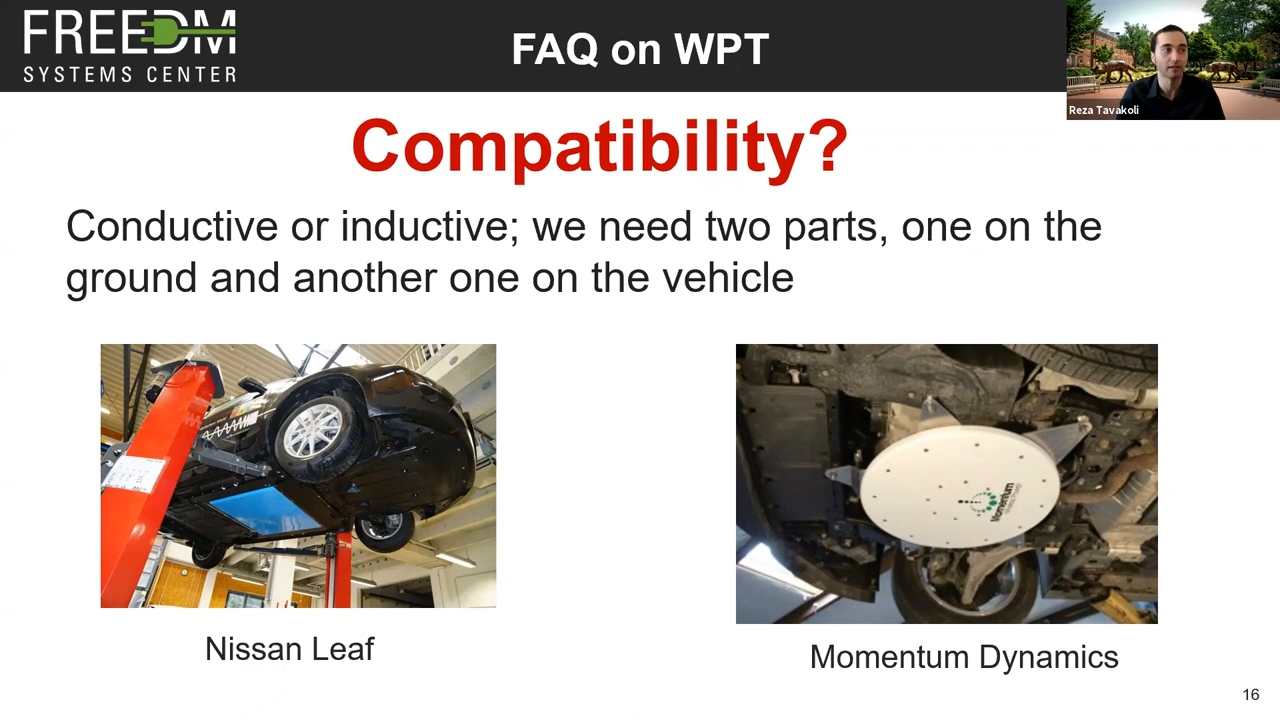 FREEDM
SYSTEMS CENTER
FAQ on WPT
Reza Tavakoli
Compatibility?
Conductive or inductive; we need two parts, one on the
ground and another one on the vehicle
Momentum
Nissan Leaf
Momentum Dynamics
16